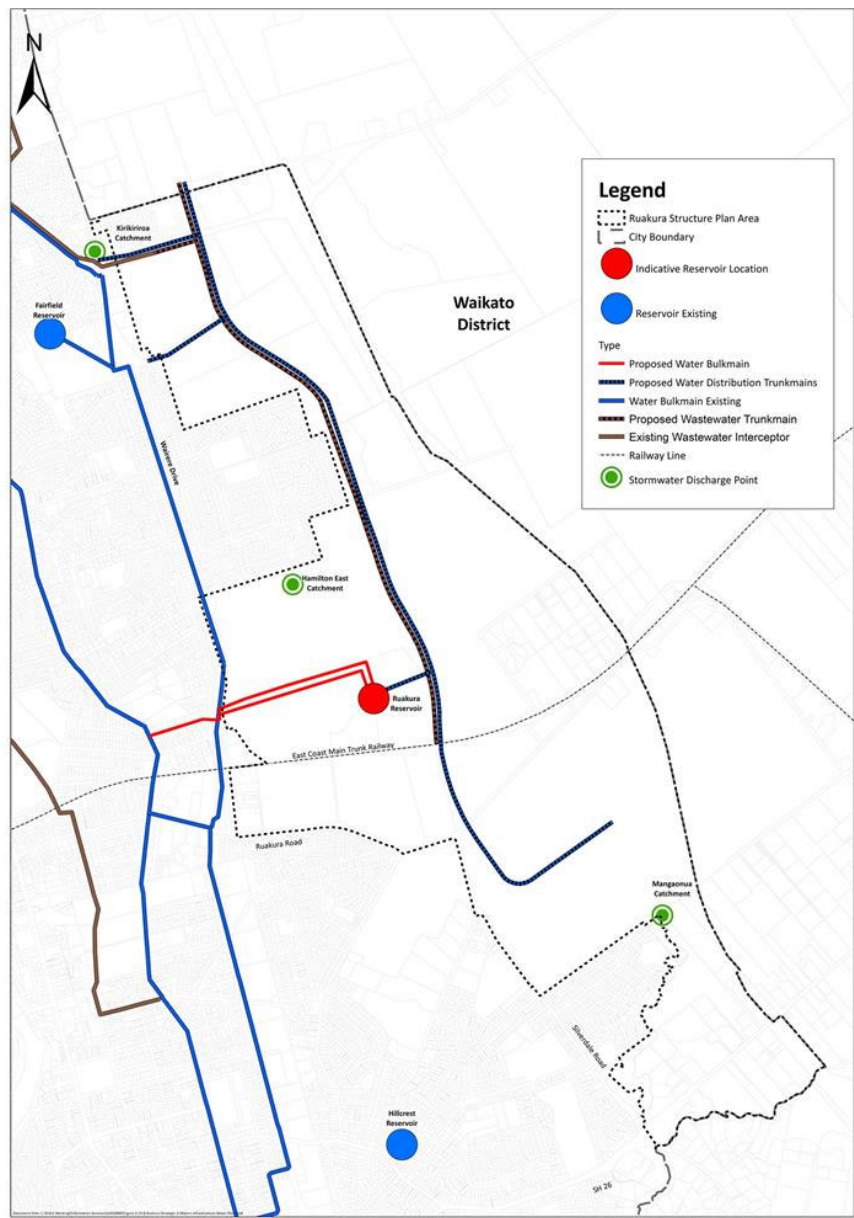 N
Kirikiriroa
Catchment
Fairfield
Reservoir
Wairere Drive
Waikato
District
Legend
Ruakura Structure Plan Area
City Boundary
Indicative Reservoir Location
Reservoir Existing
Type
Proposed Water Bulkmain
Proposed Water Distribution Trunkmains
Water Bulkmain Existing
Proposed Wastewater Trunkmain
Existing Wastewater Interceptor
Railway Line
Stormwater Discharge Point
Hamilton East
Catchment
Ruakura
Reservoir
East Coast Main Trunk Railway
Ruakura Road
Mangaonua
Catchment
Silverdale Road
Hillcrest
Reservoir
SH 26